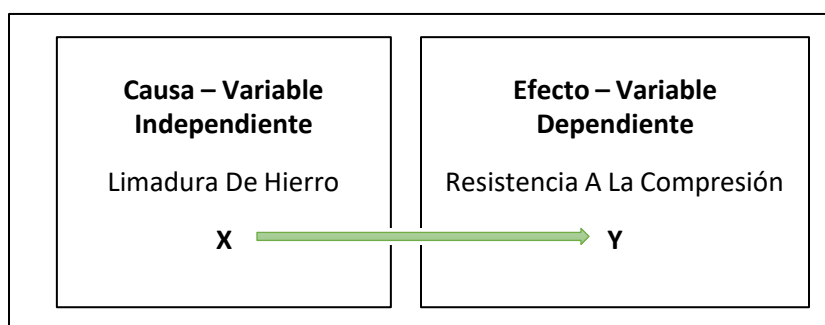 Causa – Variable
Independiente
Limadura De Hierro
X
Efecto – Variable
Dependiente
Resistencia A La Compresión
Y